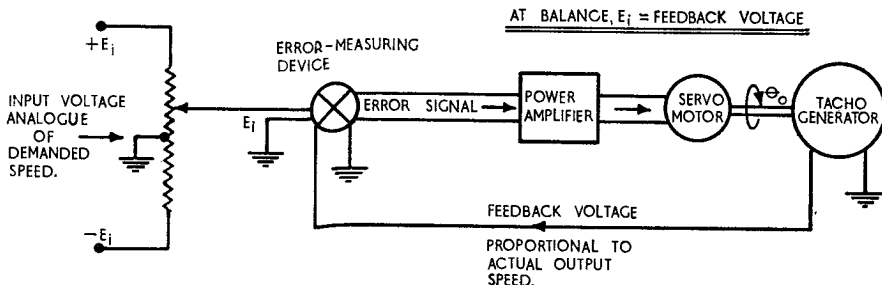 AT BALANCE, Ei = FEEDBACK VOLTAGE
+Ei
ERROR-MEASURING
DEVICE
INPUT VOLTAGE
ANALOGUE
OF
DEMANDED
SPEED.
Ei
ERROR SIGNAL
POWER
AMPLIFIER
SERVO
MOTOR
θo
TACHO
GENERATOR
−Ei
FEEDBACK VOLTAGE
PROPORTIONAL TO
ACTUAL OUTPUT
SPEED.